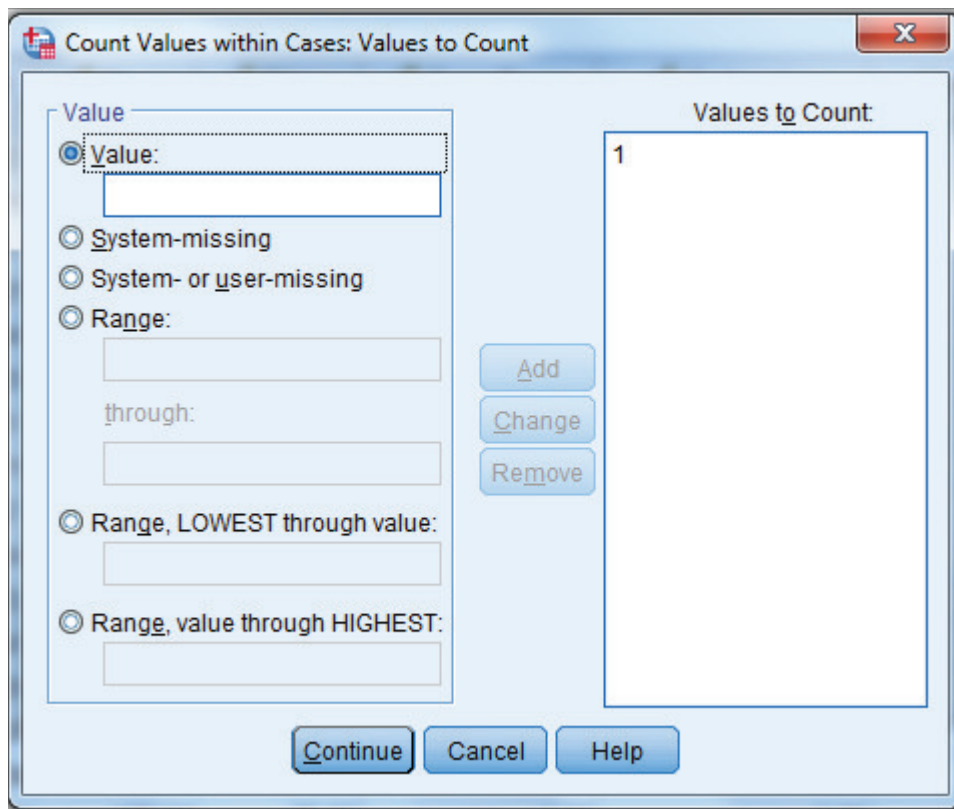 Count Values within Cases: Values to Count
Value
Value:
System-missing
System- or user-missing
Range:
through:
Range, LOWEST through value:
Range, value through HIGHEST:
Add
Change
Remove
Values to Count:
1
Continue Cancel Help